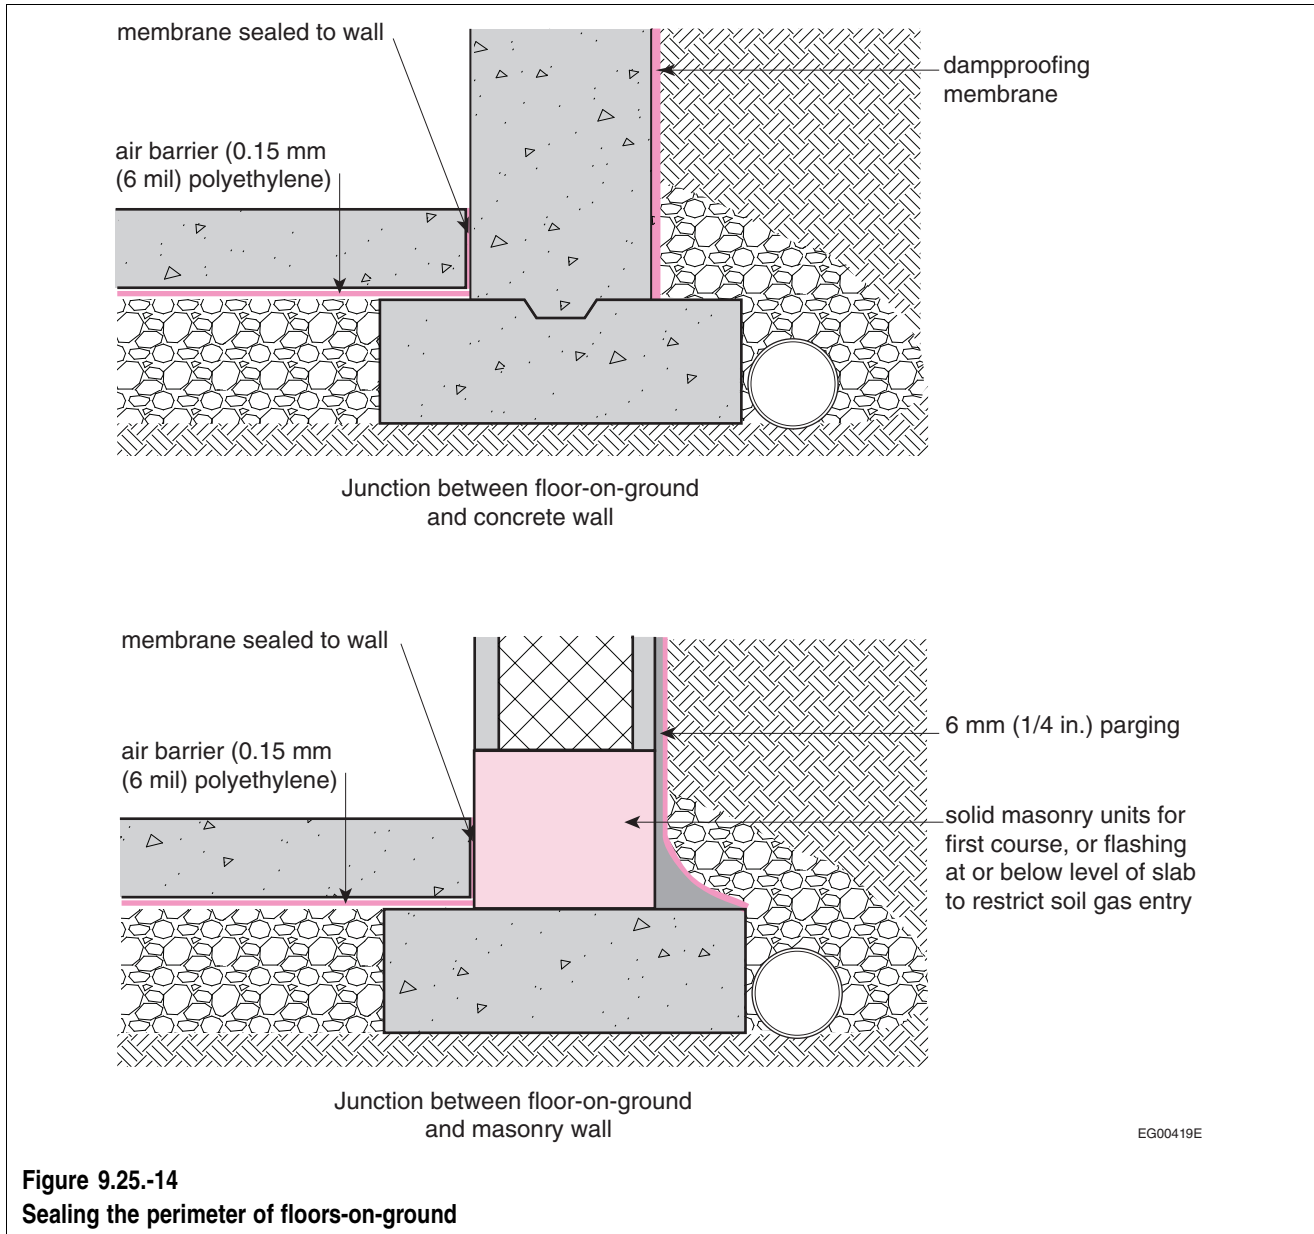 membrane sealed to wall
dampproofing
membrane
air barrier (0.15 mm
(6 mil) polyethylene)
Junction between floor-on-ground
and concrete wall
membrane sealed to wall
6 mm (1/4 in.) parging
air barrier (0.15 mm
(6 mil) polyethylene)
solid masonry units for
first course, or flashing
at or below level of slab
to restrict soil gas entry
Junction between floor-on-ground
and masonry wall
EG00419E
Figure 9.25.-14
Sealing the perimeter of floors-on-ground